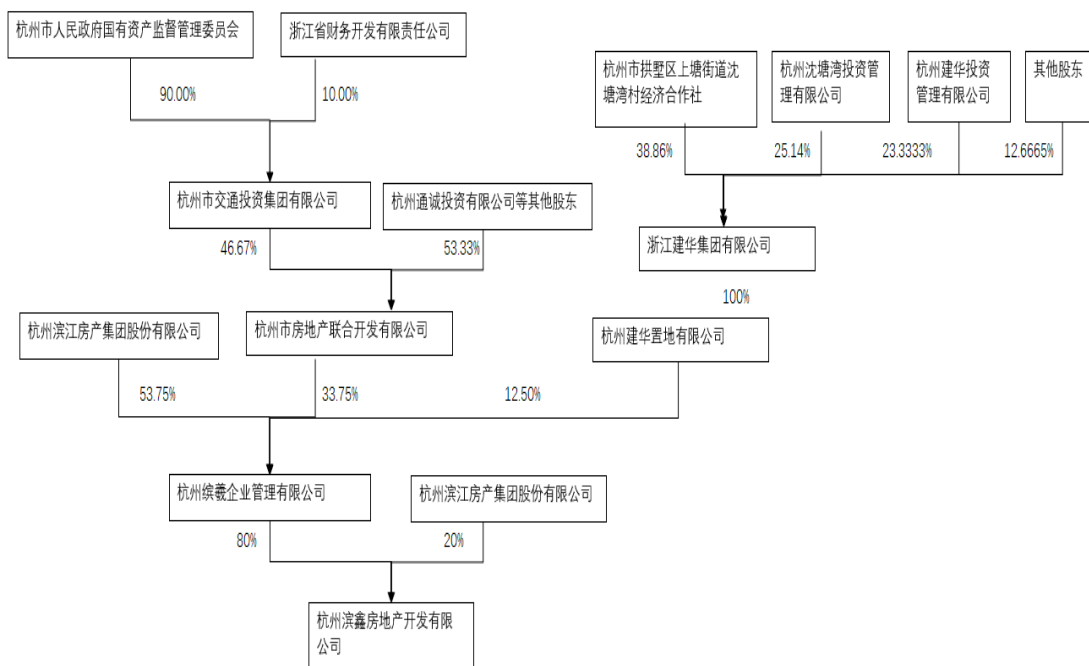 杭州市人民政府国有资产监督管理委员会
浙江省财务开发有限责任公司
杭州市拱墅区上塘街道沈
塘湾村经济合作社
杭州沈塘湾投资管
理有限公司
杭州建华投资
管理有限公司
其他股东
90.00%
10.00%
38.86%
25.14%
23.3333%
12.6665%
杭州市交通投资集团有限公司
杭州通诚投资有限公司等其他股东
浙江建华集团有限公司
46.67%
53.33%
100%
杭州滨江房产集团股份有限公司
杭州市房地产联合开发有限公司
杭州建华置地有限公司
53.75%
33.75%
12.50%
杭州缤羲企业管理有限公司
杭州滨江房产集团股份有限公司
80%
20%
杭州滨鑫房地产开发有限
公司